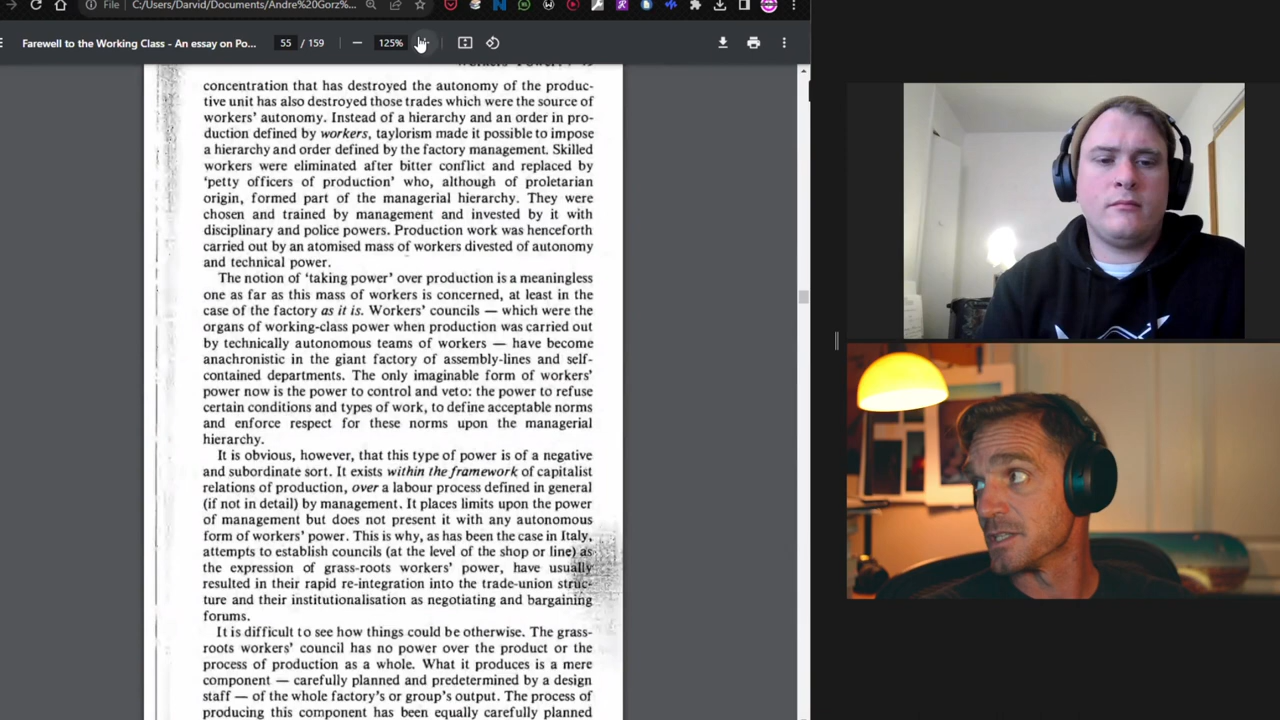 File
C:/Users/Darvid/Documents/Andre%20Gorz%...
Farewell to the Working Class - An essay on Po...
55 / 159
125%
concentration that has destroyed the autonomy of the produc-
tive unit has also destroyed those trades which were the source of
workers' autonomy. Instead of a hierarchy and an order in pro-
duction defined by workers, taylorism made it possible to impose
a hierarchy and order defined by the factory management. Skilled
workers were eliminated after bitter conflict and replaced by
'petty officers of production' who, although of proletarian
origin, formed part of the managerial hierarchy. They were
chosen and trained by management and invested by it with
disciplinary and police powers. Production work was henceforth
carried out by an atomised mass of workers divested of autonomy
and technical power.
The notion of 'taking power' over production is a meaningless
one as far as this mass of workers is concerned, at least in the
case of the factory as it is. Workers' councils — which were the
organs of working-class power when production was carried out
by technically autonomous teams of workers — have become
anachronistic in the giant factory of assembly-lines and self-
contained departments. The only imaginable form of workers'
power now is the power to control and veto: the power to refuse
certain conditions and types of work, to define acceptable norms
and enforce respect for these norms upon the managerial
hierarchy.
It is obvious, however, that this type of power is of a negative
and subordinate sort. It exists within the framework of capitalist
relations of production, over a labour process defined in general
(if not in detail) by management. It places limits upon the power
of management but does not present it with any autonomous
form of workers' power. This is why, as has been the case in Italy,
attempts to establish councils (at the level of the shop or line) as
the expression of grass-roots workers' power, have usually
resulted in their rapid re-integration into the trade-union struc-
ture and their institutionalisation as negotiating and bargaining
forums.
It is difficult to see how things could be otherwise. The grass-
roots workers' council has no power over the product or the
process of production as a whole. What it produces is a mere
component — carefully planned and predetermined by a design
staff — of the whole factory's or group's output. The process of
producing this component has been equally carefully planned